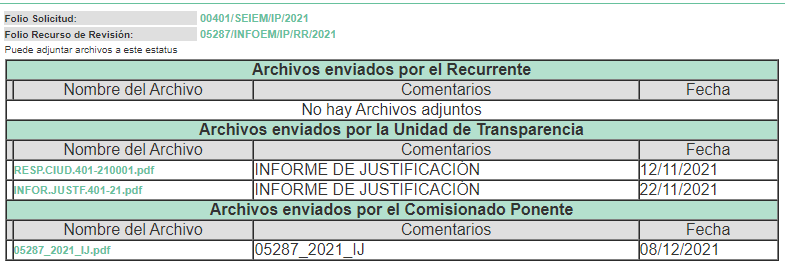 Folio Solicitud: 00401/SEIEM/IP/2021
Folio Recurso de Revisión: 05287/INFOEM/IP/RR/2021
Puede adjuntar archivos a este estatus
Archivos enviados por el Recurrente
Nombre del Archivo Comentarios Fecha
No hay Archivos adjuntos
Archivos enviados por la Unidad de Transparencia
Nombre del Archivo Comentarios Fecha
RESP.CIUD.401-210001.pdf INFORME DE JUSTIFICACIÓN 12/11/2021
INFOR.JUSTF.401-21.pdf INFORME DE JUSTIFICACIÓN 22/11/2021
Archivos enviados por el Comisionado Ponente
Nombre del Archivo Comentarios Fecha
05287_2021_IJ.pdf 05287_2021_IJ 08/12/2021